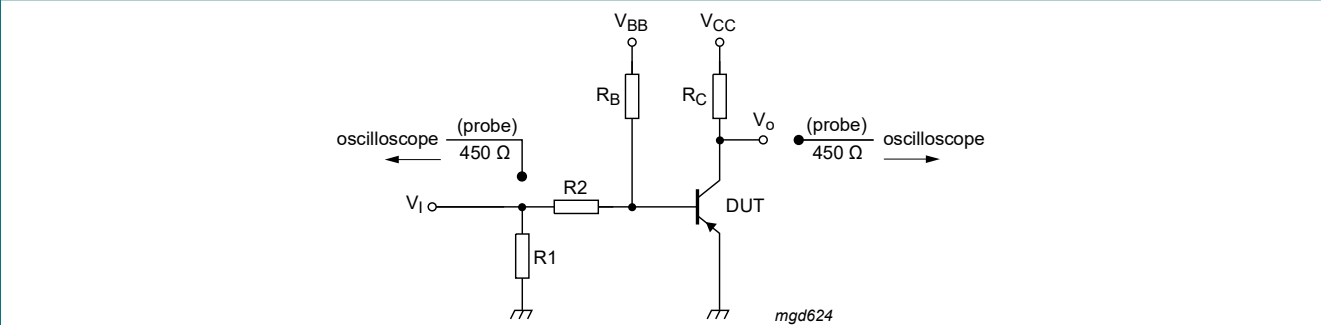 V_BB
V_CC
R_B
R_C
V_o
(probe)
450 Ω
oscilloscope
(probe)
450 Ω
oscilloscope
V_I
R2
DUT
R1
mgd624